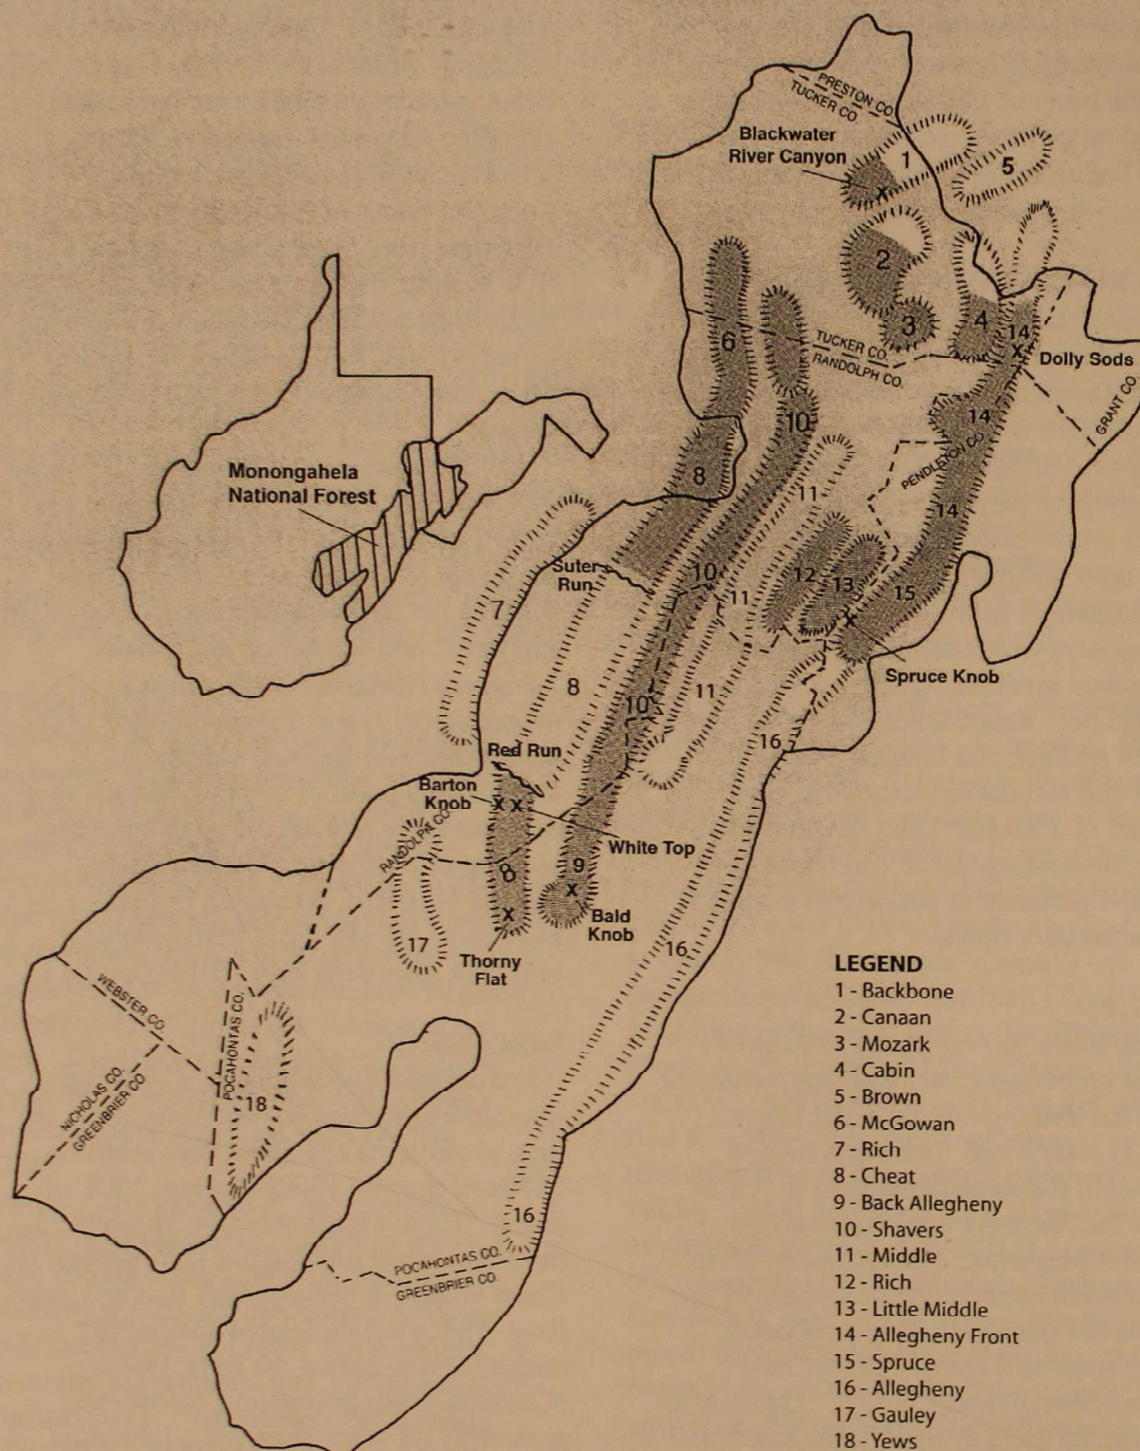 PRESTON CO.
TUCKER CO.
Blackwater
River Canyon
1
5
2
3
4
14
6
TUCKER CO.
RANDOLPH CO.
Dolly Sods
GRANT CO.
10
14
PENDLETON CO.
8
11
14
Monongahela
National Forest
Suter
Run
7
10
11
12
13
15
Spruce Knob
8
11
10
16
Red Run
Barton
Knob
x x
White Top
RANDOLPH CO.
8
9
x
x
Bald
Knob
17
Thorny
Flat
16
WEBSTER CO.
POCAHONTAS CO.
NICHOLAS CO.
GREENBRIER CO.
18
16
POCAHONTAS CO.
GREENBRIER CO.
LEGEND
1 - Backbone
2 - Canaan
3 - Mozark
4 - Cabin
5 - Brown
6 - McGowan
7 - Rich
8 - Cheat
9 - Back Allegheny
10 - Shavers
11 - Middle
12 - Rich
13 - Little Middle
14 - Allegheny Front
15 - Spruce
16 - Allegheny
17 - Gauley
18 - Yews